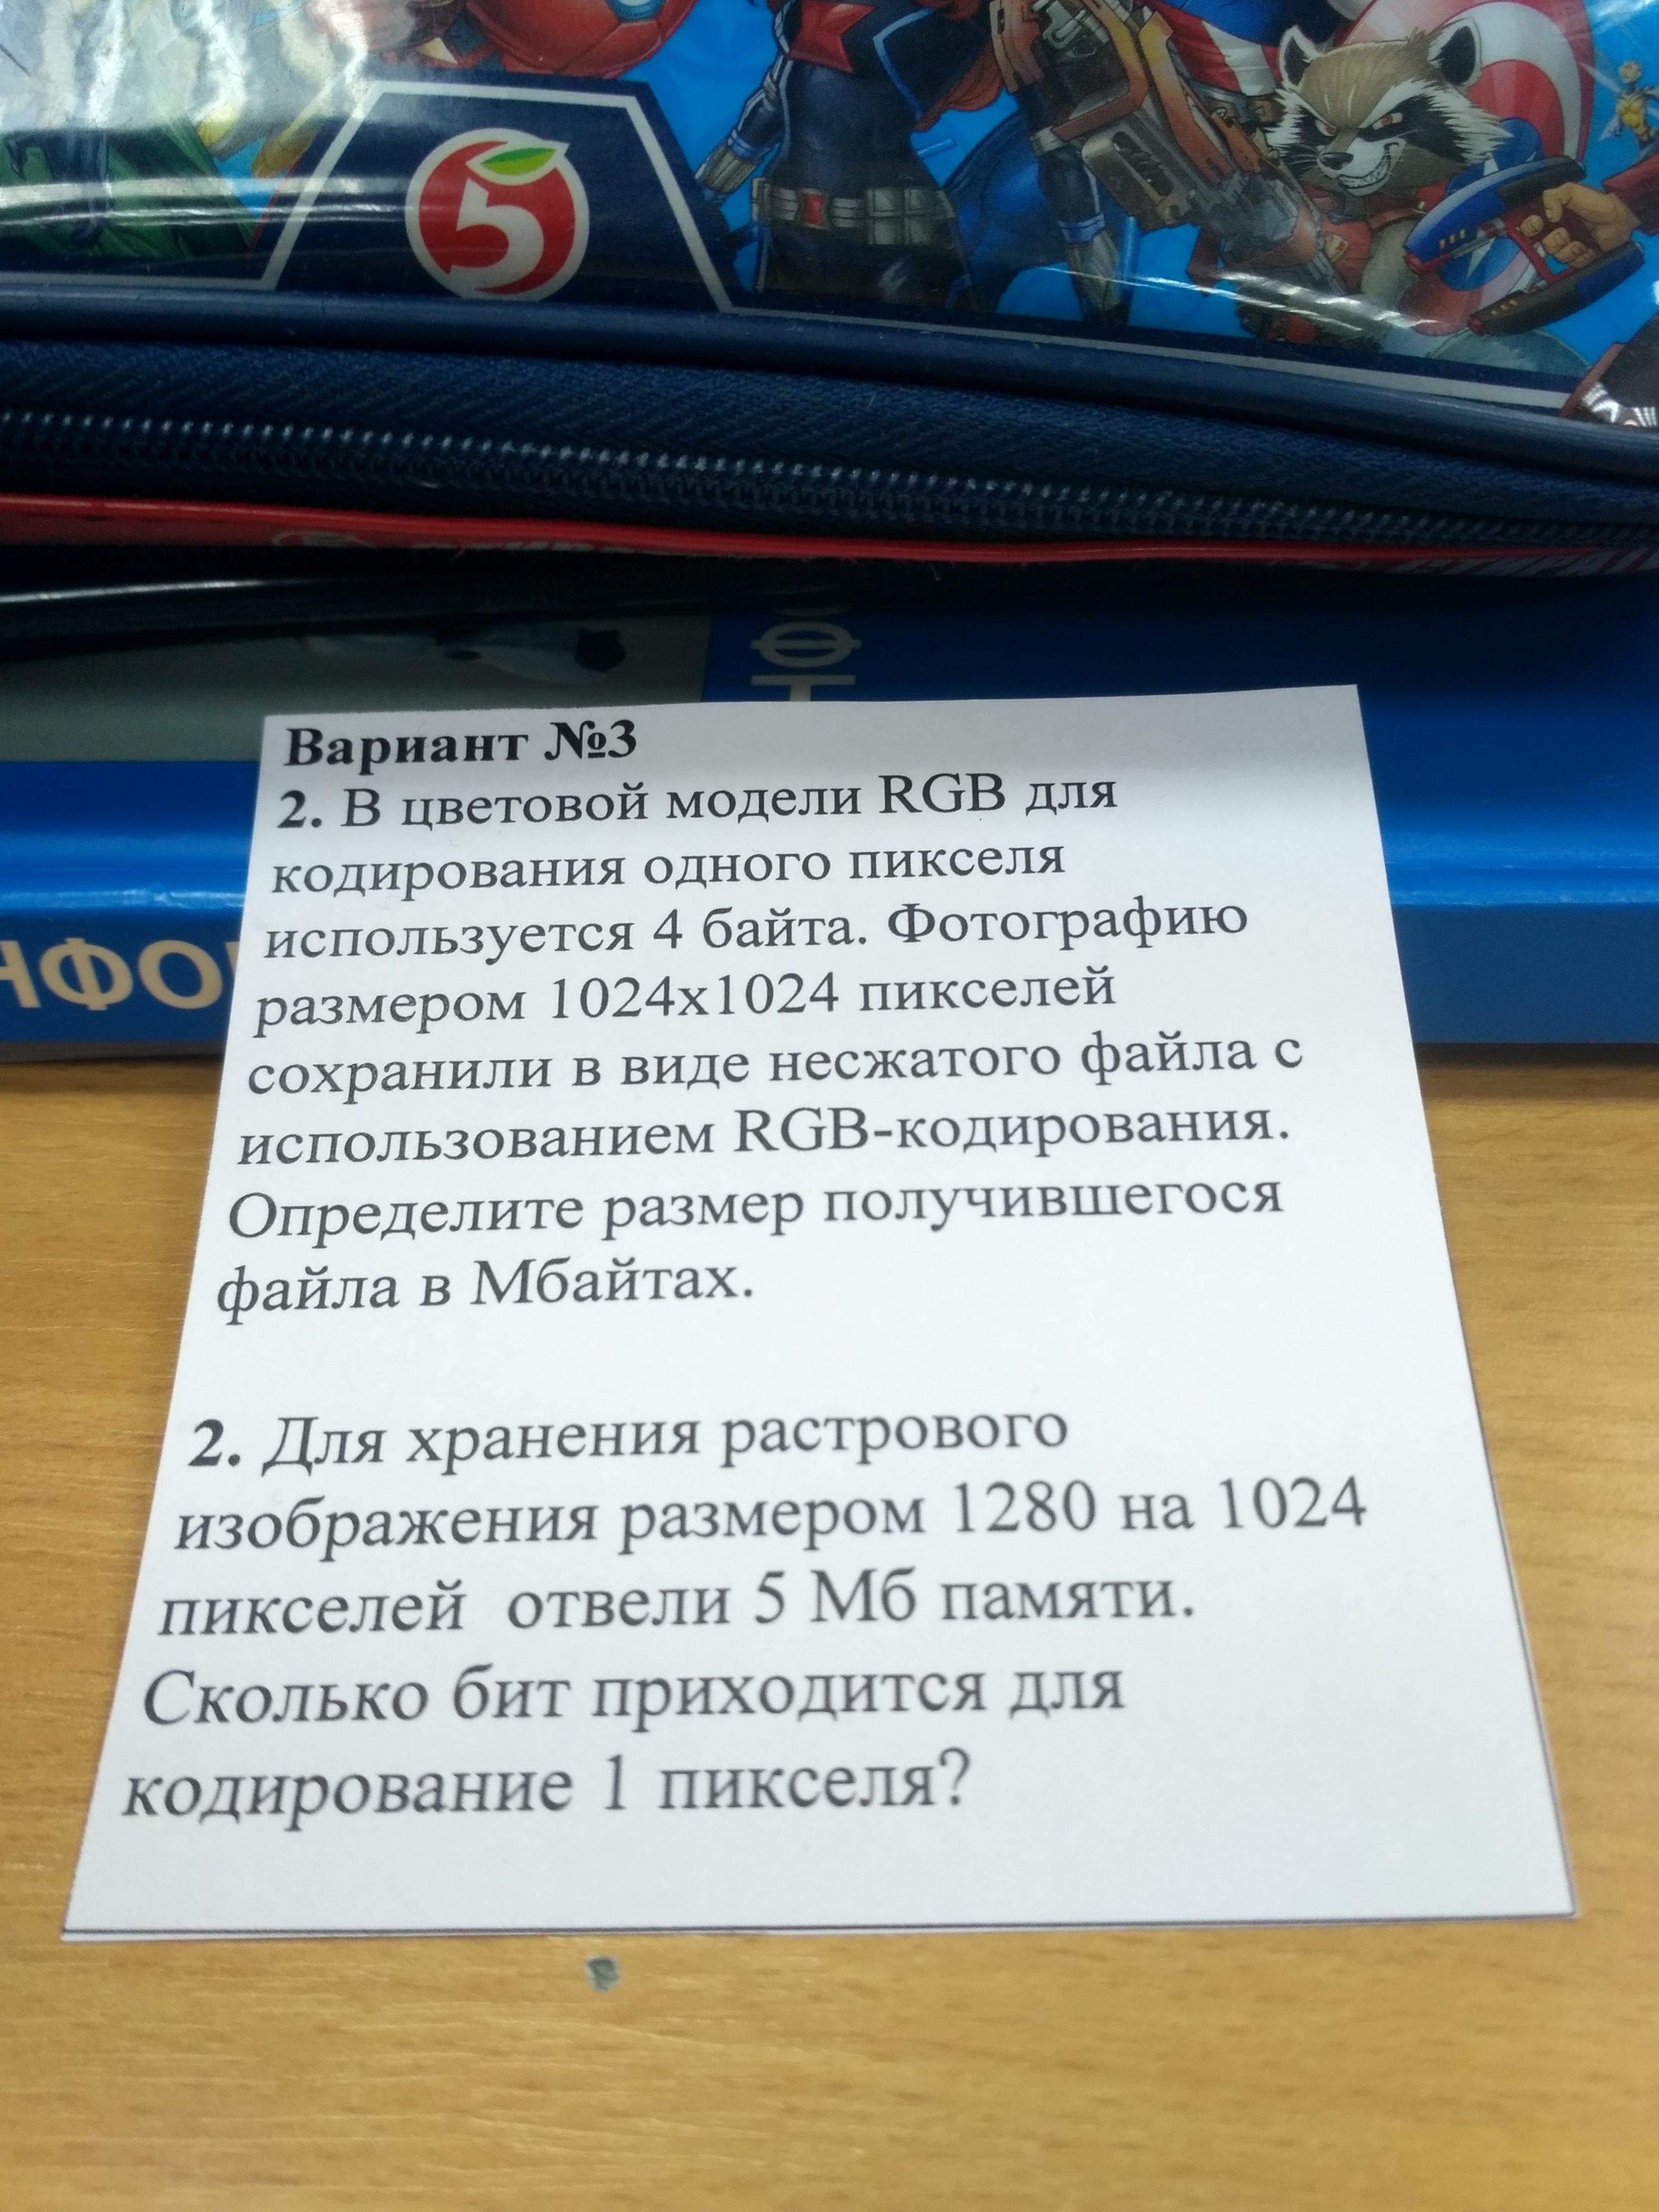 5
Вариант №3
2. В цветовой модели RGB для
кодирования одного пикселя
используется 4 байта. Фотографию
размером 1024х1024 пикселей
сохранили в виде несжатого файла с
использованием RGB-кодирования.
Определите размер получившегося
файла в Мбайтах.
2. Для хранения растрового
изображения размером 1280 на 1024
пикселей отвели 5 Мб памяти.
Сколько бит приходится для
кодирование 1 пикселя?